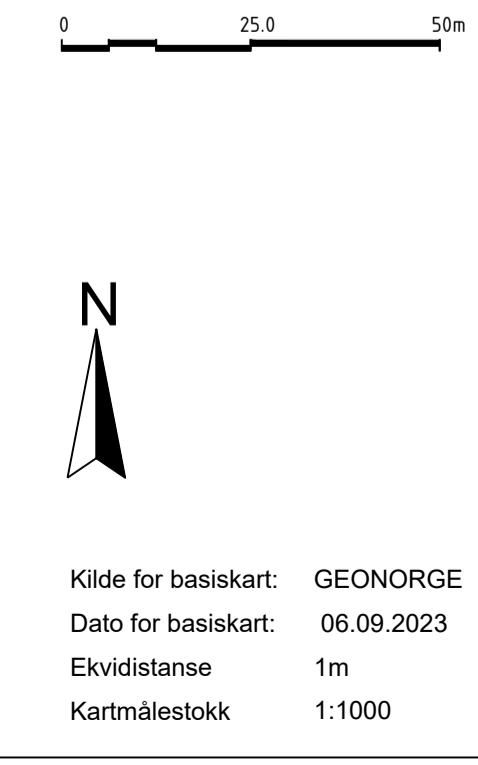 0 25.0 50m
N
Kilde for basiskart: GEONORGE
Dato for basiskart: 06.09.2023
Ekvidistanse 1m
Kartmålestokk 1:1000